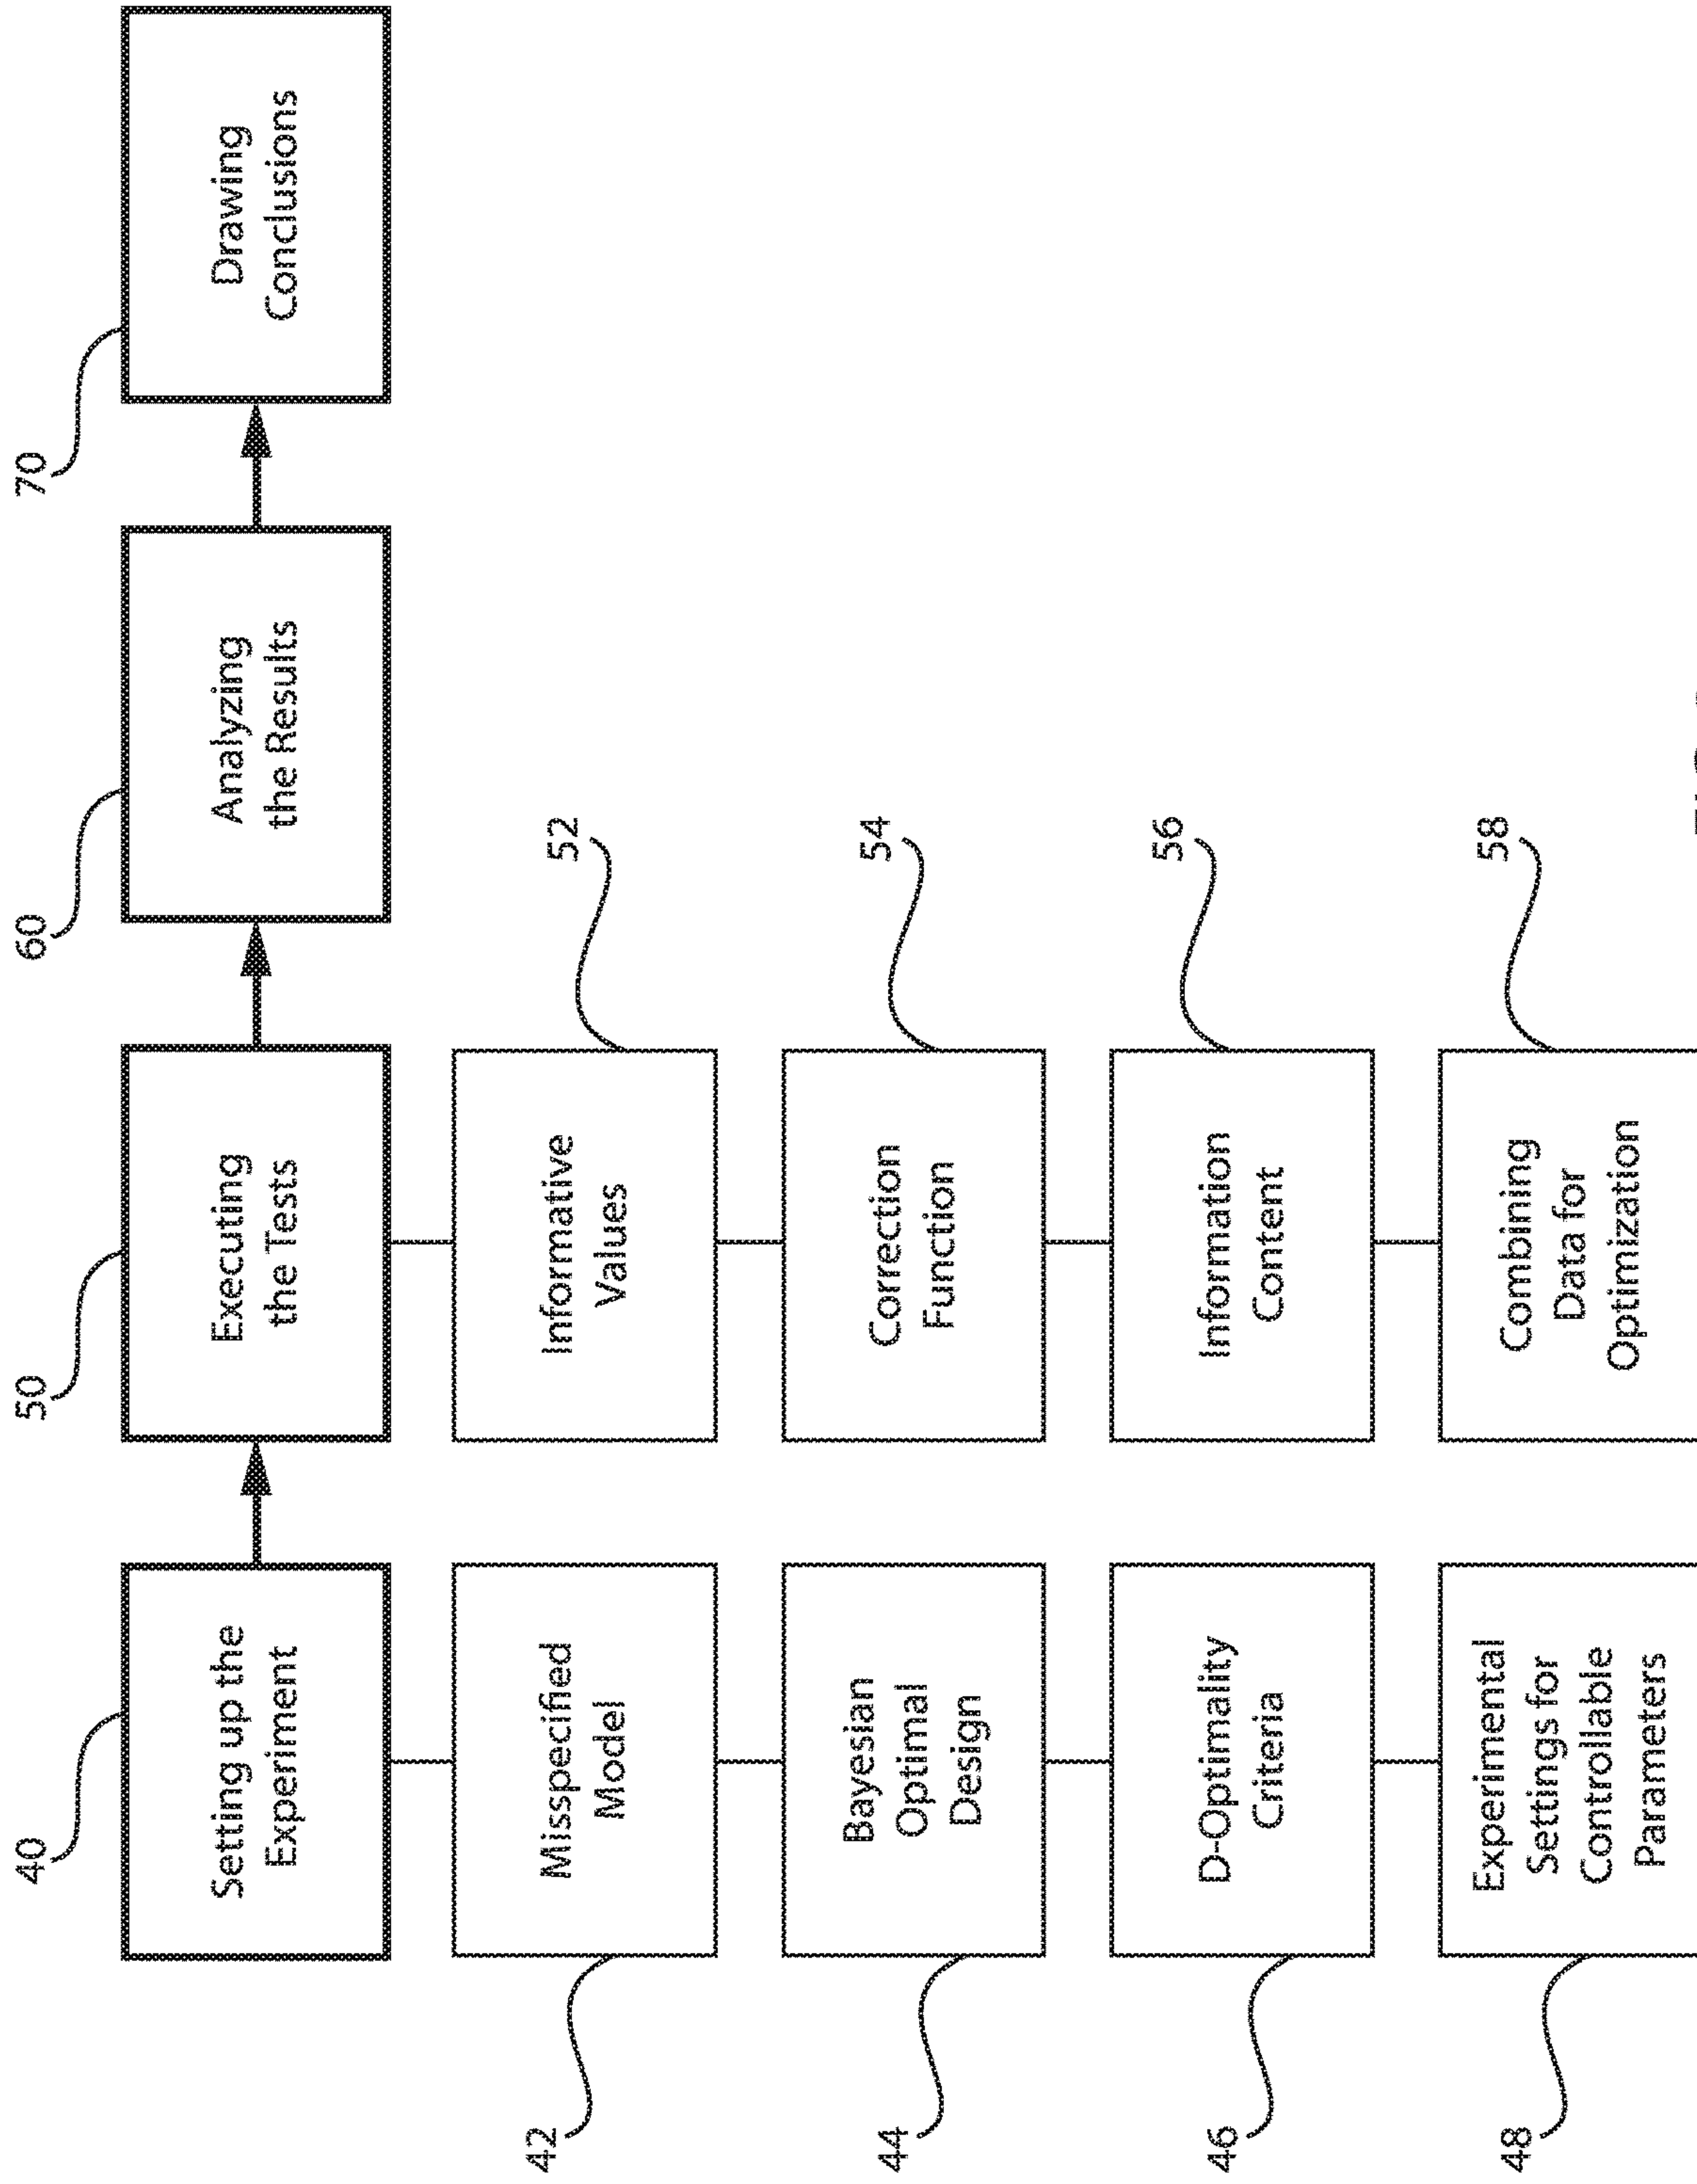 40
Setting up the
Experiment
50
Executing
the Tests
60
Analyzing
the Results
70
Drawing
Conclusions
42
Misspecified
Model
52
Informative
Values
44
Bayesian
Optimal
Design
54
Correction
Function
46
D-Optimality
Criteria
56
Information
Content
48
Experimental
Settings for
Controllable
Parameters
58
Combining
Data for
Optimization